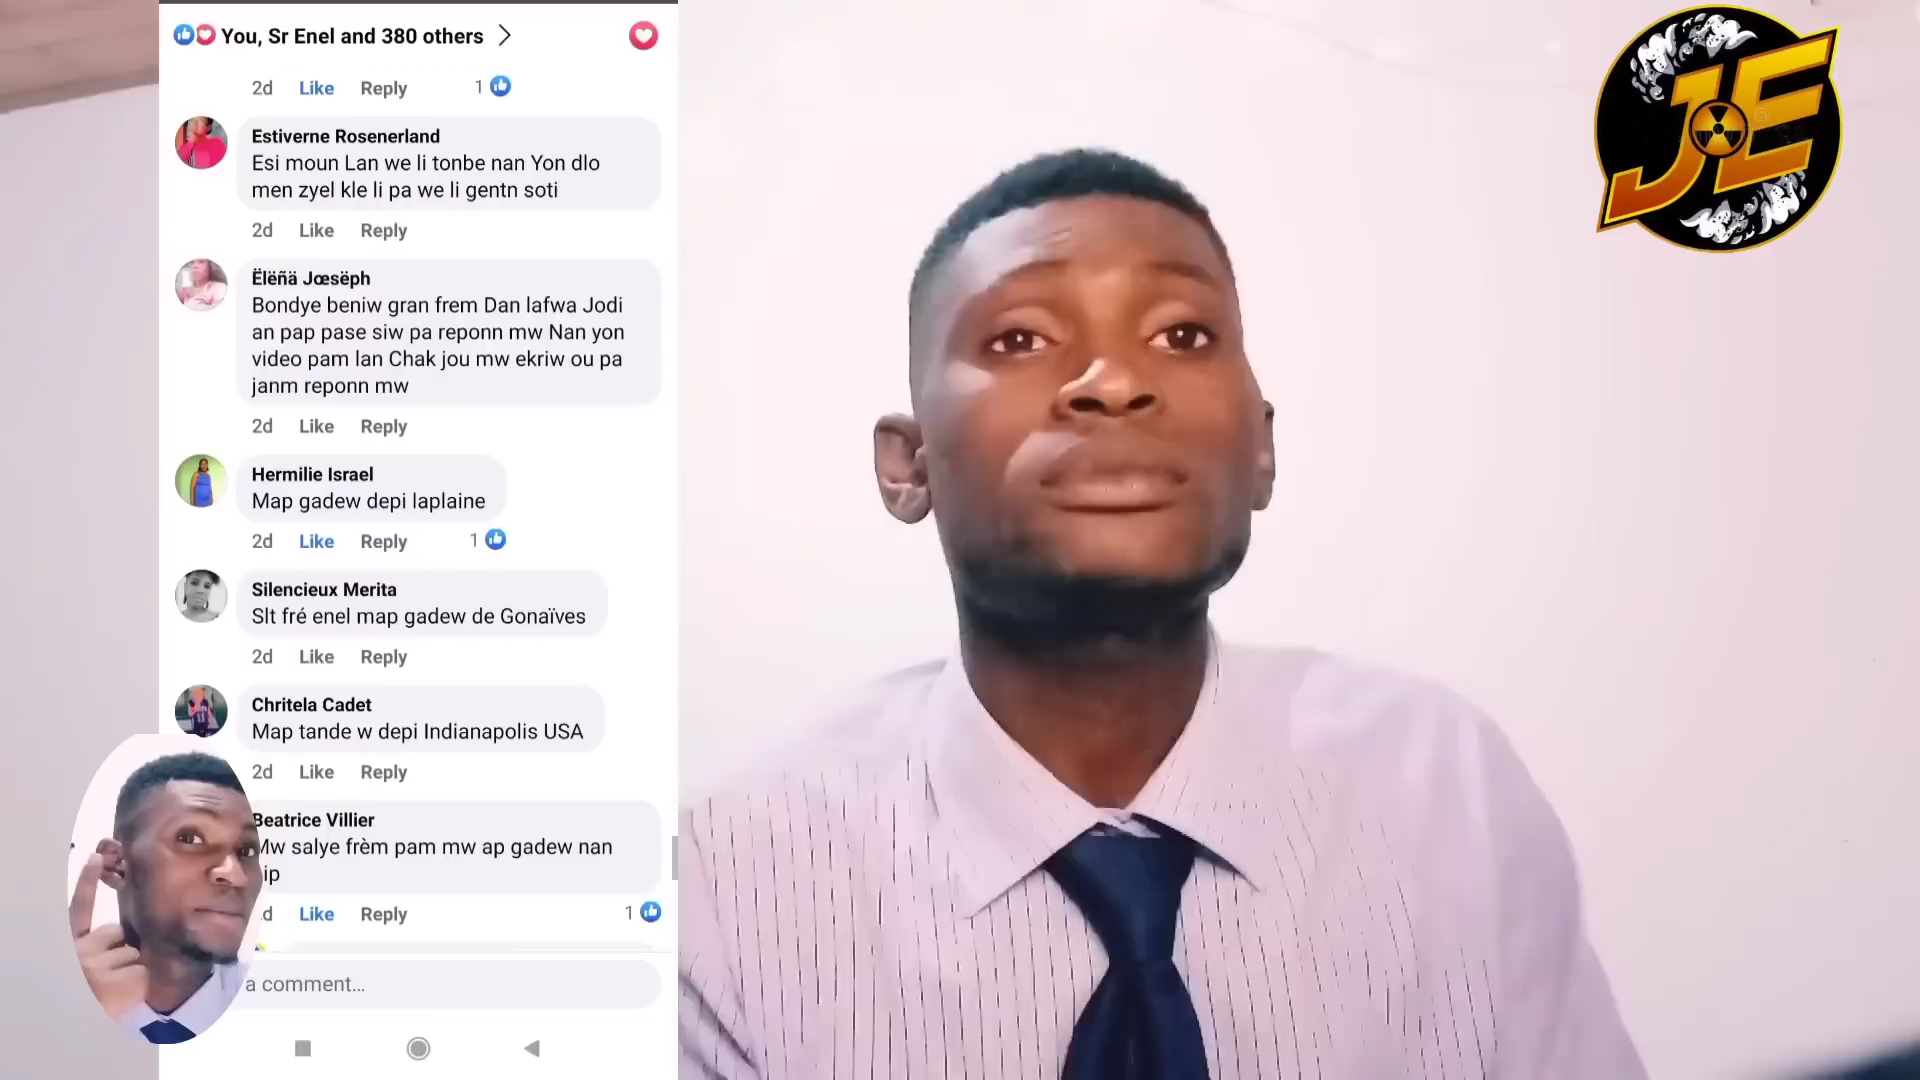 You, Sr Enel and 380 others
2d Like Reply 1
Estiverne Rosenerland
Esi moun Lan we li tonbe nan Yon dlo
men zyel kle li pa we li gentn soti
2d Like Reply
Ëlëñä Jœsëph
Bondye beniw gran frem Dan lafwa Jodi
an pap pase siw pa reponn mw Nan yon
video pam lan Chak jou mw ekriw ou pa
janm reponn mw
2d Like Reply
Hermilie Israel
Map gadew depi laplaine
2d Like Reply 1
Silencieux Merita
Slt fré enel map gadew de Gonaïves
2d Like Reply
Chritela Cadet
Map tande w depi Indianapolis USA
2d Like Reply
Beatrice Villier
Mw salye frèm pam mw ap gadew nan
ip
d Like Reply 1
a comment...
JE